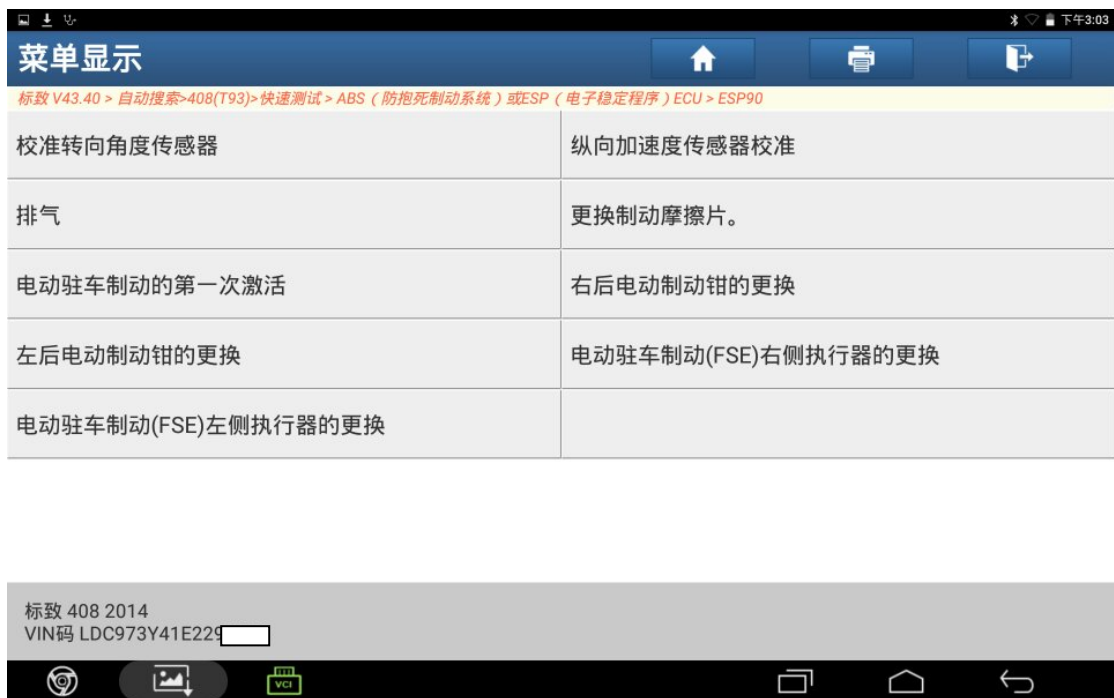 下午3:03
菜单显示
标致 V43.40 > 自动搜索>408(T93)>快速测试 > ABS（防抱死制动系统）或ESP（电子稳定程序）ECU > ESP90
校准转向角度传感器
纵向加速度传感器校准
排气
更换制动摩擦片。
电动驻车制动的第一次激活
右后电动制动钳的更换
左后电动制动钳的更换
电动驻车制动(FSE)右侧执行器的更换
电动驻车制动(FSE)左侧执行器的更换
标致 408 2014
VIN码 LDC973Y41E229
VCI